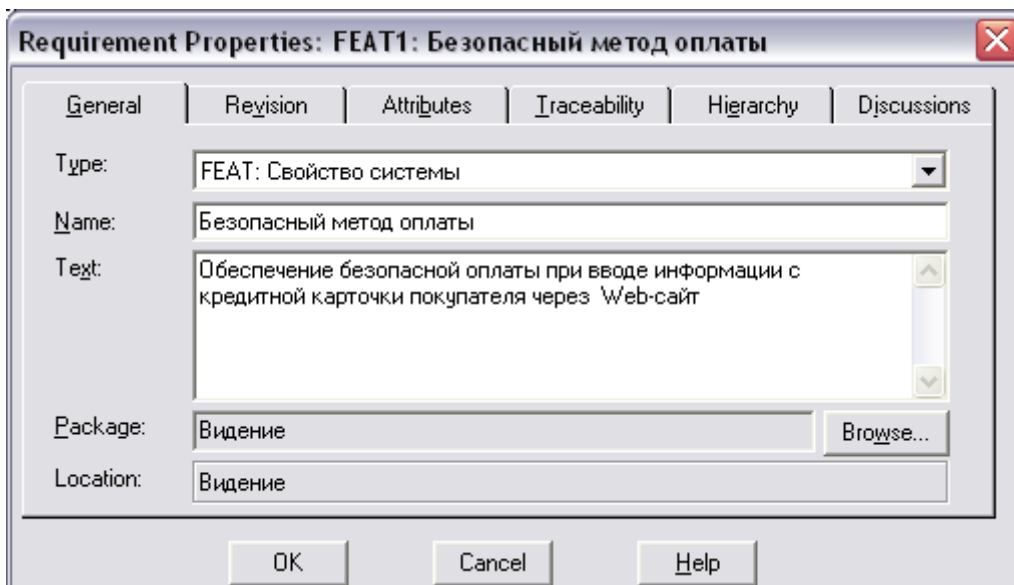 Requirement Properties: FEAT1: Безопасный метод оплаты
General Revision Attributes Traceability Hierarchy Discussions
Type: FEAT: Свойство системы
Name: Безопасный метод оплаты
Text: Обеспечение безопасной оплаты при вводе информации с
кредитной карточки покупателя через Web-сайт
Package: Видение Browse...
Location: Видение
OK Cancel Help